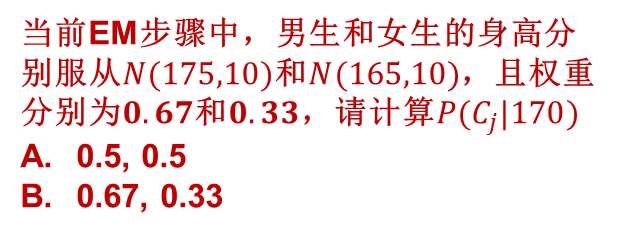 当前EM步骤中，男生和女生的身高分
别服从N(175,10)和N(165,10)，且权重
分别为0.67和0.33，请计算P(C_j|170)
A. 0.5, 0.5
B. 0.67, 0.33